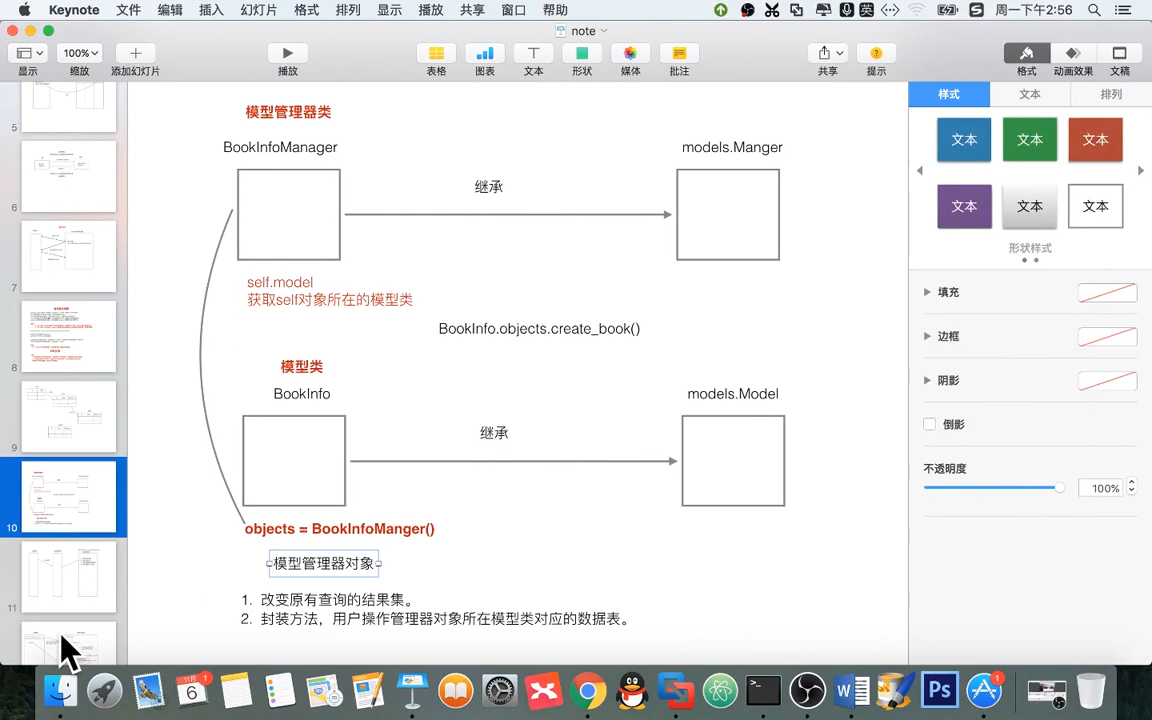 Keynote 文件 编辑 插入 幻灯片 格式 排列 显示 播放 共享 窗口 帮助 英 周一下午2:56
note
100%
显示 缩放 添加幻灯片 播放 表格 图表 文本 形状 媒体 批注 共享 提示 格式 动画效果 文稿
样式 文本 排列
模型管理器类
BookInfoManager models.Manger
继承
self.model
获取self对象所在的模型类
BookInfo.objects.create_book()
模型类
BookInfo models.Model
继承
objects = BookInfoManger()
模型管理器对象
1. 改变原有查询的结果集。
2. 封装方法，用户操作管理器对象所在模型类对应的数据表。
5
6
7
8
9
10
11
文本 文本 文本
文本 文本 文本
形状样式
填充
边框
阴影
倒影
不透明度
100%
11月
6
1
W
Ps
1